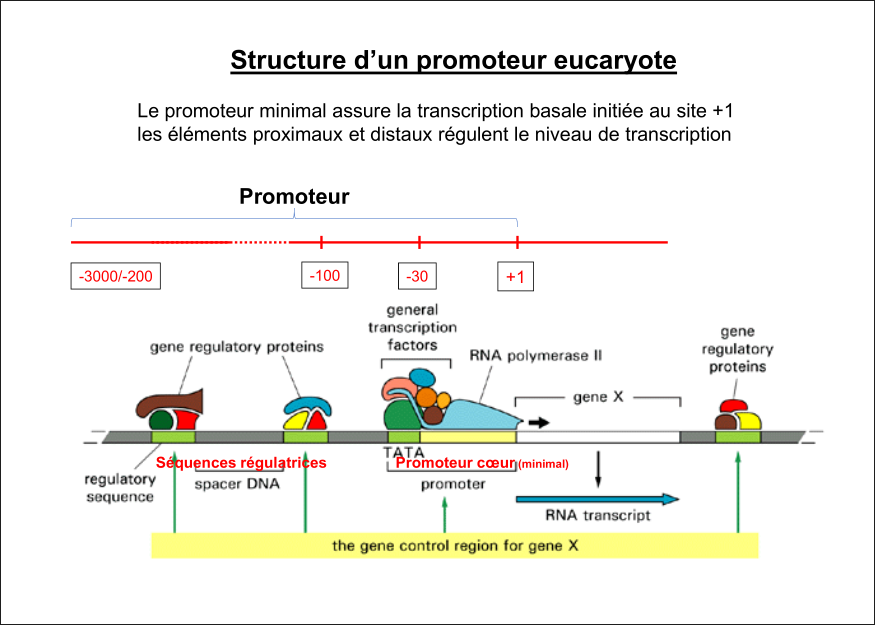 Structure d’un promoteur eucaryote
Le promoteur minimal assure la transcription basale initiée au site +1
les éléments proximaux et distaux régulent le niveau de transcription
Promoteur
-3000/-200
-100
-30
+1
general
transcription
factors
gene regulatory proteins
RNA polymerase II
gene
regulatory
proteins
gene X
TATA
Séquences régulatrices
Promoteur cœur (minimal)
regulatory
sequence
spacer DNA
promoter
RNA transcript
the gene control region for gene X